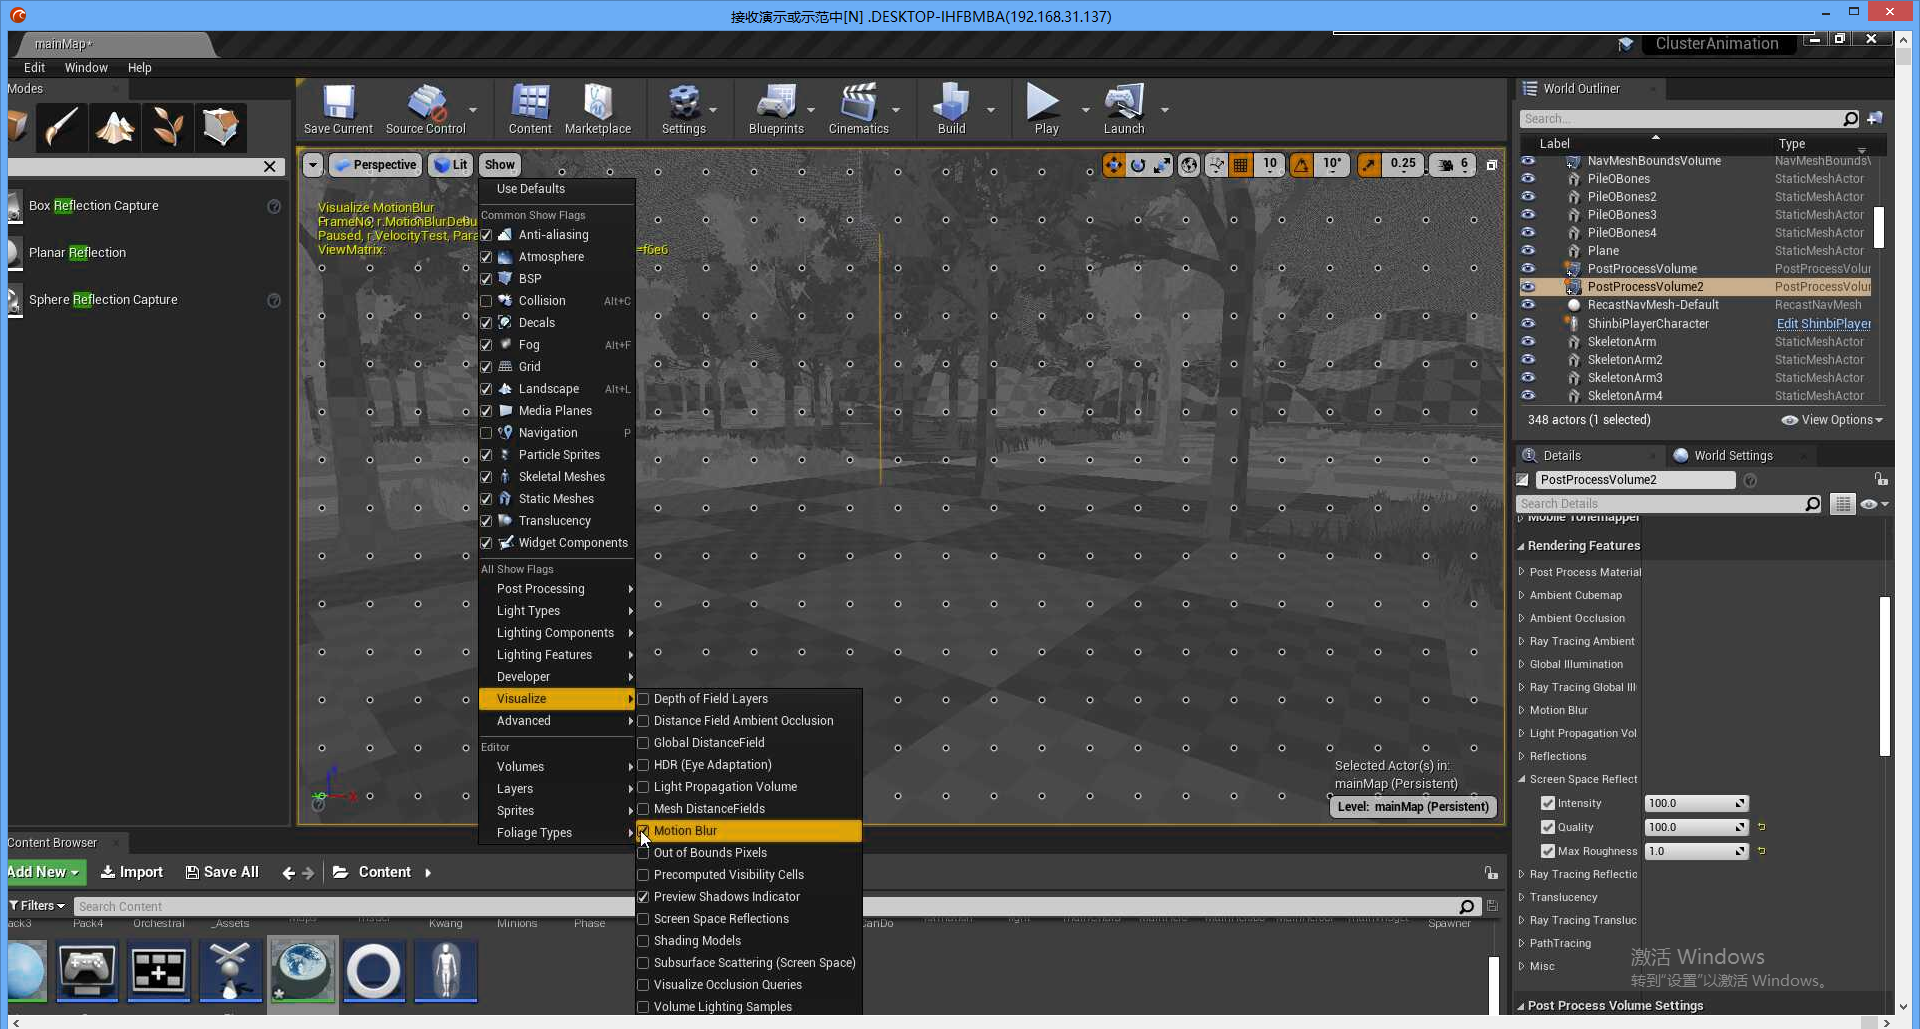 接收演示或示范中[N] .DESKTOP-IHFBMBA(192.168.31.137)
mainMap*
ClusterAnimation
Edit Window Help
Modes
Box Reflection Capture
Planar Reflection
Sphere Reflection Capture
Save Current
Source Control
Content
Marketplace
Settings
Blueprints
Cinematics
Build
Play
Launch
Perspective
Lit
Show
10
10°
0.25
6
Visualize MotionBlur
FrameNo, r.MotionBlurDebu
Paused, r.VelocityTest, Para
ViewMatrix:
=f6e6
Use Defaults
Common Show Flags
Anti-aliasing
Atmosphere
BSP
Collision Alt+C
Decals
Fog Alt+F
Grid
Landscape Alt+L
Media Planes
Navigation P
Particle Sprites
Skeletal Meshes
Static Meshes
Translucency
Widget Components
All Show Flags
Post Processing
Light Types
Lighting Components
Lighting Features
Developer
Visualize
Advanced
Editor
Volumes
Layers
Sprites
Foliage Types
Depth of Field Layers
Distance Field Ambient Occlusion
Global DistanceField
HDR (Eye Adaptation)
Light Propagation Volume
Mesh DistanceFields
Motion Blur
Out of Bounds Pixels
Precomputed Visibility Cells
Preview Shadows Indicator
Screen Space Reflections
Shading Models
Subsurface Scattering (Screen Space)
Visualize Occlusion Queries
Volume Lighting Samples
Selected Actor(s) in:
mainMap (Persistent)
Level: mainMap (Persistent)
World Outliner
Search...
Label Type
NavMeshBoundsVolume NavMeshBoundsV
PileOBones StaticMeshActor
PileOBones2 StaticMeshActor
PileOBones3 StaticMeshActor
PileOBones4 StaticMeshActor
Plane StaticMeshActor
PostProcessVolume PostProcessVolur
PostProcessVolume2 PostProcessVolur
RecastNavMesh-Default RecastNavMesh
ShinbiPlayerCharacter Edit ShinbiPlayer
SkeletonArm StaticMeshActor
SkeletonArm2 StaticMeshActor
SkeletonArm3 StaticMeshActor
SkeletonArm4 StaticMeshActor
348 actors (1 selected) View Options
Details World Settings
PostProcessVolume2
Search Details
Mobile Tonemapper
Rendering Features
Post Process Material
Ambient Cubemap
Ambient Occlusion
Ray Tracing Ambient
Global Illumination
Ray Tracing Global Ill
Motion Blur
Light Propagation Vol
Reflections
Screen Space Reflect
Intensity 100.0
Quality 100.0
Max Roughness 1.0
Ray Tracing Reflectic
Translucency
Ray Tracing Transluc
PathTracing
Misc
Post Process Volume Settings
激活 Windows
转到“设置”以激活 Windows。
Content Browser
Add New Import Save All Content
Filters Search Content
ack3 Pack4 Orchestral _Assets Kwang Minions Phase
anDo
Spawner